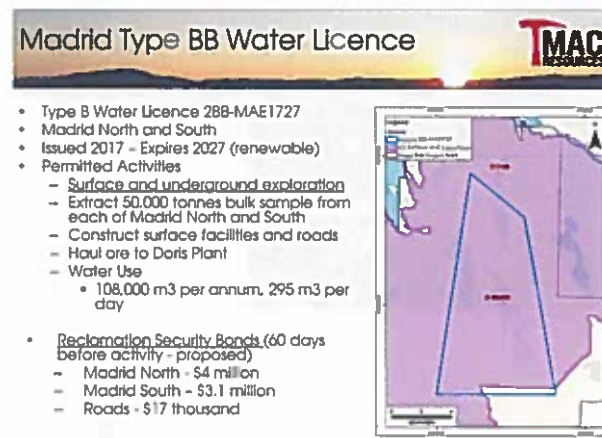 Madrid Type BB Water Licence
TMAC
RESOURCES
• Type B Water Licence 2BB-MAE1727
• Madrid North and South
• Issued 2017 – Expires 2027 (renewable)
• Permitted Activities
– Surface and underground exploration
– Extract 50,000 tonnes bulk sample from
each of Madrid North and South
– Construct surface facilities and roads
– Haul ore to Doris Plant
– Water Use
• 108,000 m3 per annum, 295 m3 per
day
• Reclamation Security Bonds (60 days
before activity - proposed)
– Madrid North - $4 million
– Madrid South – $3.1 million
– Roads - $17 thousand